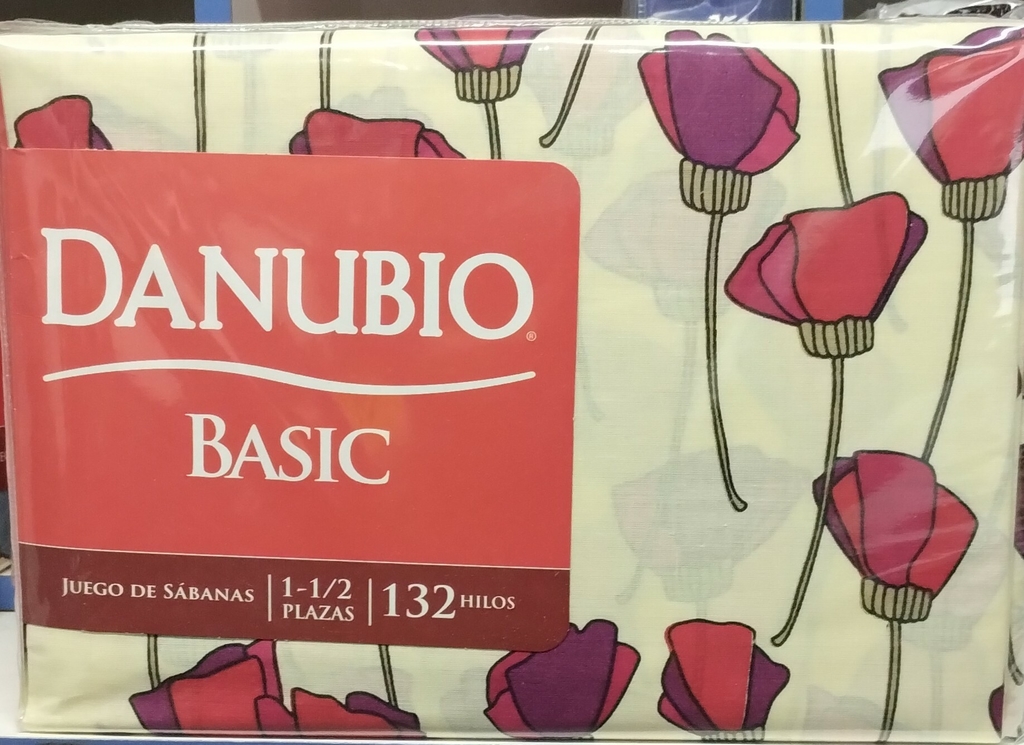 DANUBIO®
BASIC
JUEGO DE SÁBANAS
1-1/2
PLAZAS
132 HILOS